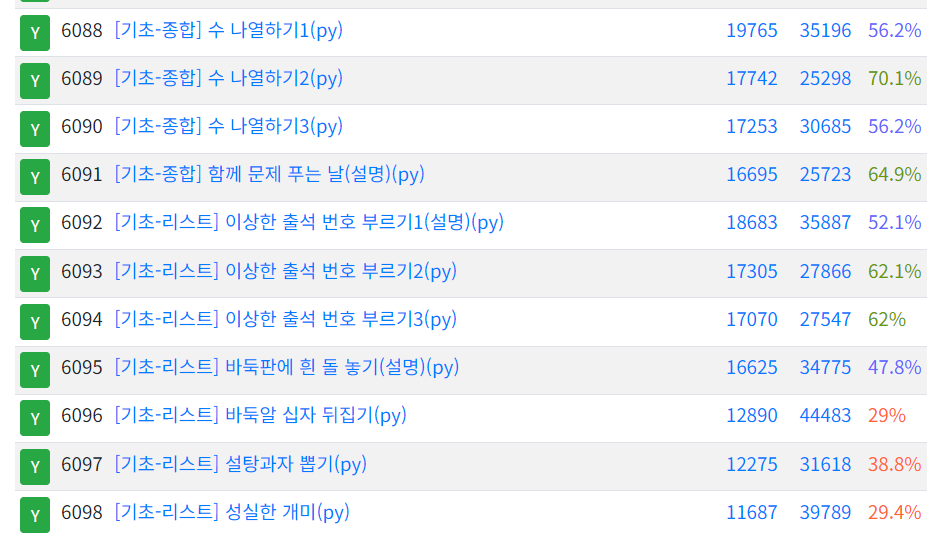 Y 6088 [기초-종합] 수 나열하기1(py) 19765 35196 56.2%
Y 6089 [기초-종합] 수 나열하기2(py) 17742 25298 70.1%
Y 6090 [기초-종합] 수 나열하기3(py) 17253 30685 56.2%
Y 6091 [기초-종합] 함께 문제 푸는 날(설명)(py) 16695 25723 64.9%
Y 6092 [기초-리스트] 이상한 출석 번호 부르기1(설명)(py) 18683 35887 52.1%
Y 6093 [기초-리스트] 이상한 출석 번호 부르기2(py) 17305 27866 62.1%
Y 6094 [기초-리스트] 이상한 출석 번호 부르기3(py) 17070 27547 62%
Y 6095 [기초-리스트] 바둑판에 흰 돌 놓기(설명)(py) 16625 34775 47.8%
Y 6096 [기초-리스트] 바둑알 십자 뒤집기(py) 12890 44483 29%
Y 6097 [기초-리스트] 설탕과자 뽑기(py) 12275 31618 38.8%
Y 6098 [기초-리스트] 성실한 개미(py) 11687 39789 29.4%